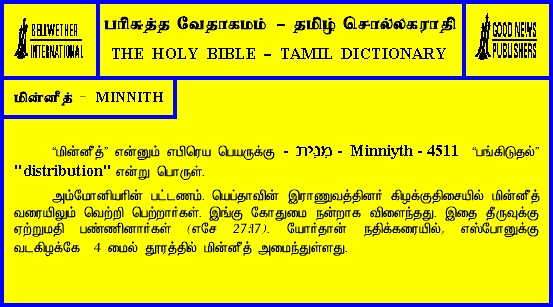 BELLWETHER
INTERNATIONAL
பரிசுத்த வேதாகமம் – தமிழ் சொல்லகராதி
THE HOLY BIBLE – TAMIL DICTIONARY
GOOD NEWS
PUBLISHERS
மின்னீத் – MINNITH
“மின்னீத்” என்னும் எபிரெய பெயருக்கு - מִנִּית - Minniyth - 4511 “பங்கிடுதல்”
"distribution" என்று பொருள்.
அம்மோனியரின் பட்டணம். யெப்தாவின் இராணுவத்தினர் கிழக்குதிசையில் மின்னீத்
வரையிலும் வெற்றி பெற்றார்கள். இங்கு கோதுமை நன்றாக விளைந்தது. இதை தீருவுக்கு
ஏற்றுமதி பண்ணினார்கள் (எசே 27:17). யோர்தான் நதிக்கரையில், எஸ்போனுக்கு
வடகிழக்கே 4 மைல் தூரத்தில் மின்னீத் அமைந்துள்ளது.